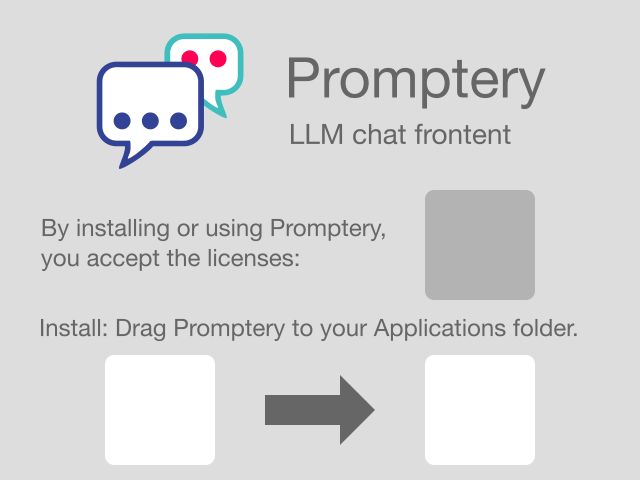 Promptery
LLM chat frontent
By installing or using Promptery,
you accept the licenses:
Install: Drag Promptery to your Applications folder.